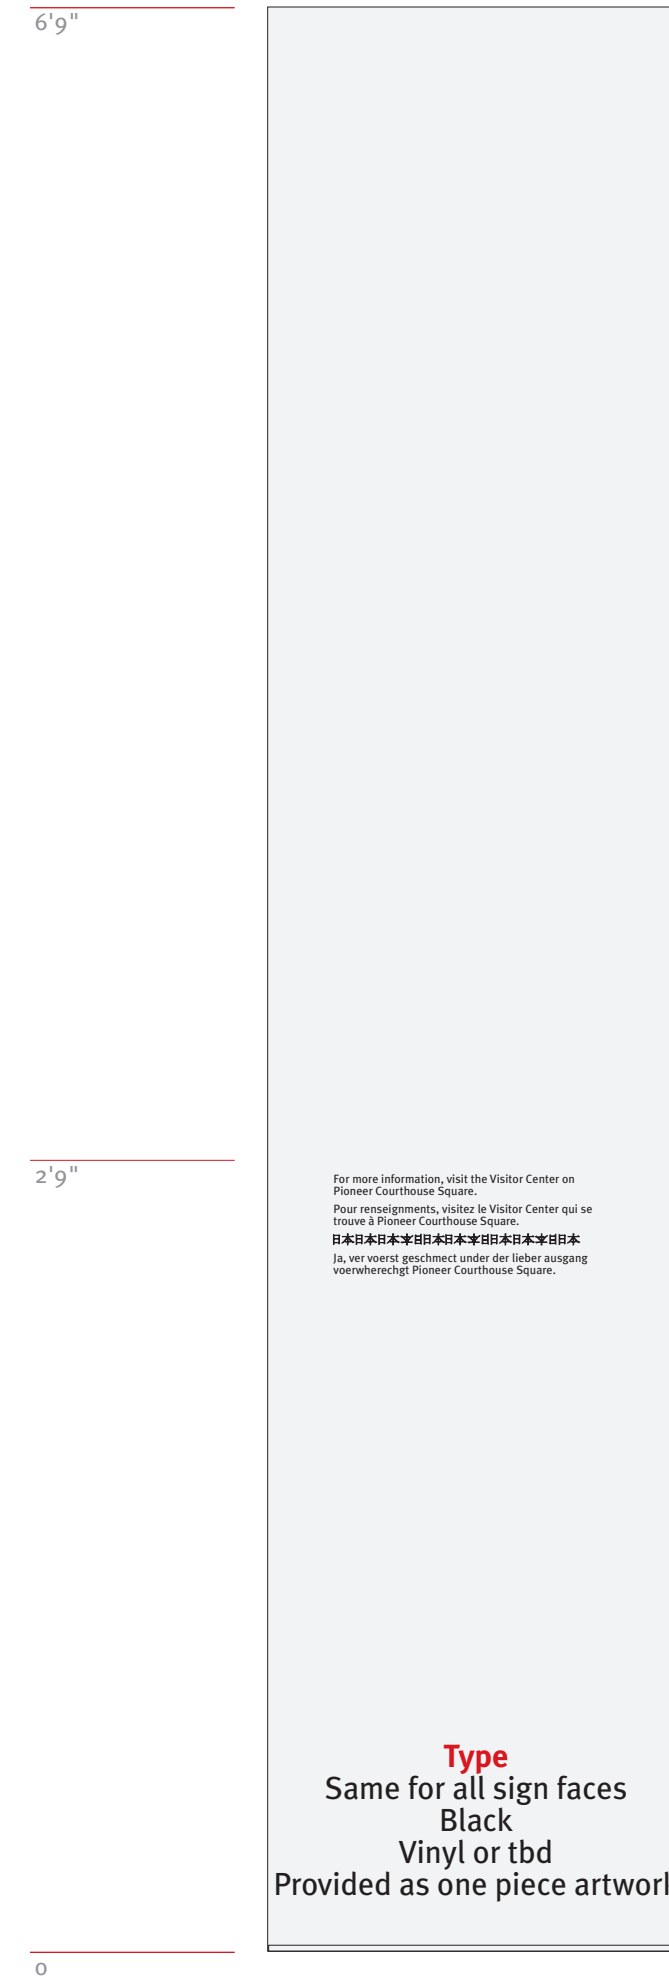 6'9"
2'9"
For more information, visit the Visitor Center on
Pioneer Courthouse Square.
Pour renseignments, visitez le Visitor Center qui se
trouve à Pioneer Courthouse Square.
Ja, ver voerst geschmect under der lieber ausgang
voerwherechgt Pioneer Courthouse Square.
Type
Same for all sign faces
Black
Vinyl or tbd
Provided as one piece artwork
0